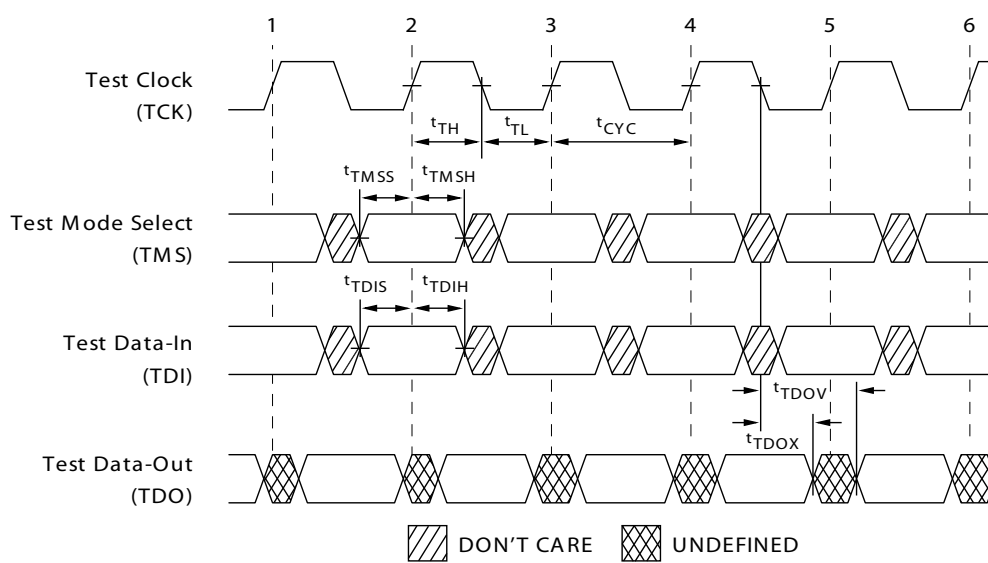 1 2 3 4 5 6
Test Clock
(TCK)
tTH tTL tCYC
tTMSS tTMSH
Test Mode Select
(TMS)
tTDIS tTDIH
Test Data-In
(TDI)
tTDOV
tTDOX
Test Data-Out
(TDO)
DON'T CARE UNDEFINED